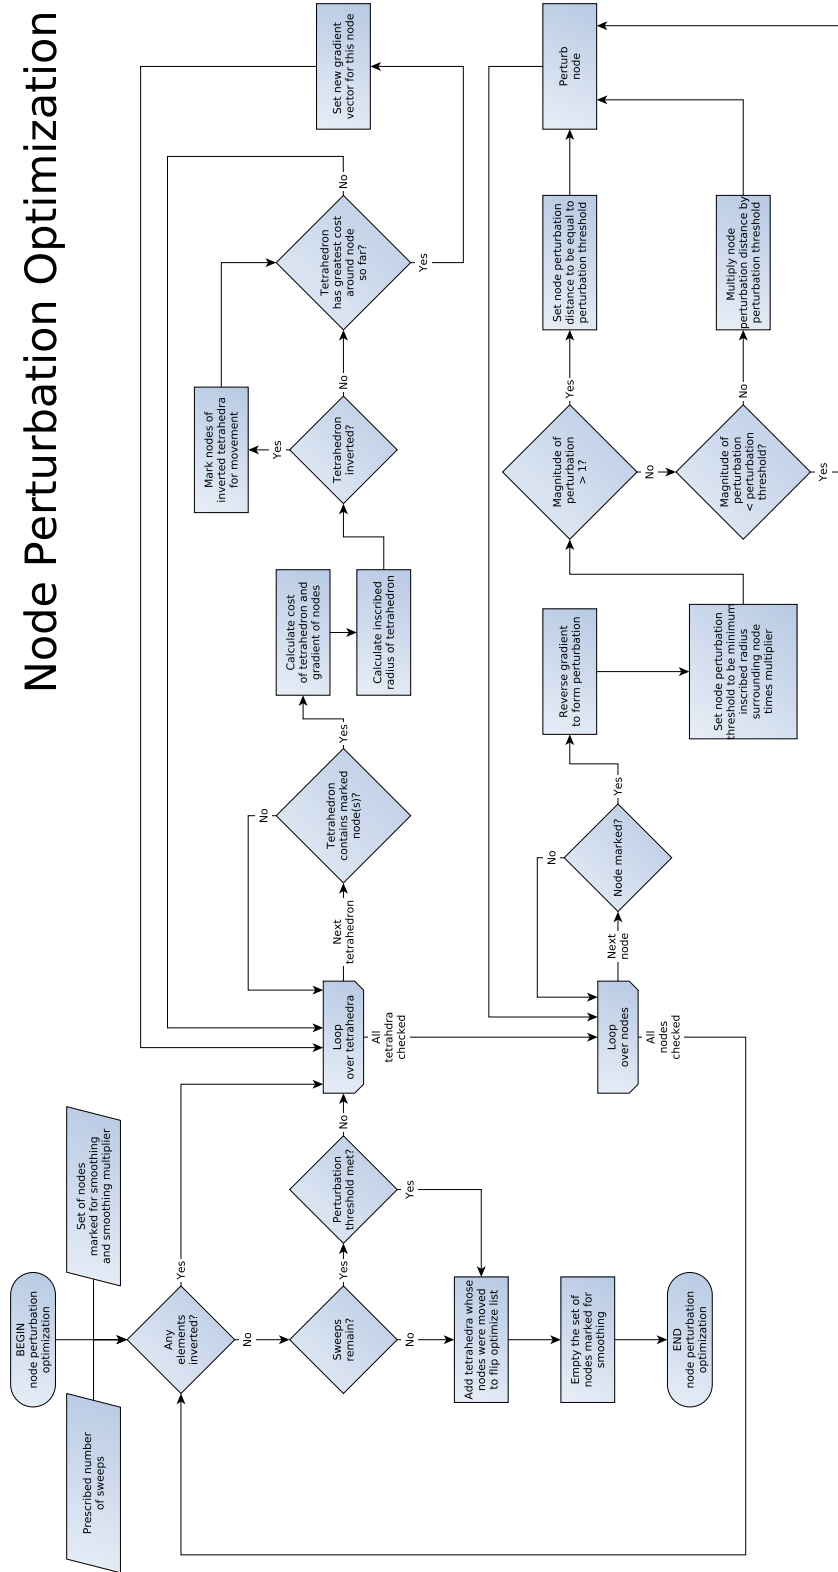 Node Perturbation Optimization
BEGIN
node perturbation
optimization
Prescribed number
of sweeps
Set of nodes
marked for smoothing
and smoothing multiplier
Any
elements
inverted?
Yes
No
Sweeps
remain?
Yes
No
Perturbation
threshold met?
No
Yes
Add tetrahedra whose
nodes were moved
to flip optimize list
Empty the set of
nodes marked for
smoothing
END
node perturbation
optimization
Loop
over tetrahedra
Next
tetrahedron
All
tetrahdra
checked
Tetrahedron
contains marked
node(s)?
No
Yes
Calculate cost
of tetrahedron and
gradient of nodes
Calculate inscribed
radius of tetrahedron
Tetrahedron
inverted?
Yes
No
Mark nodes of
inverted tetrahedra
for movement
Tetrahedron
has greatest cost
around node
so far?
No
Yes
Set new gradient
vector for this node
Loop
over nodes
Next
node
All
nodes
checked
Node marked?
No
Yes
Reverse gradient
to form perturbation
Set node perturbation
threshold to be minimum
inscribed radius
surrounding node
times multiplier
Magnitude of
perturbation
> 1?
Yes
No
Magnitude of
perturbation
< perturbation
threshold?
No
Yes
Set node perturbation
distance to be equal to
perturbation threshold
Multiply node
perturbation distance by
perturbation threshold
Perturb
node